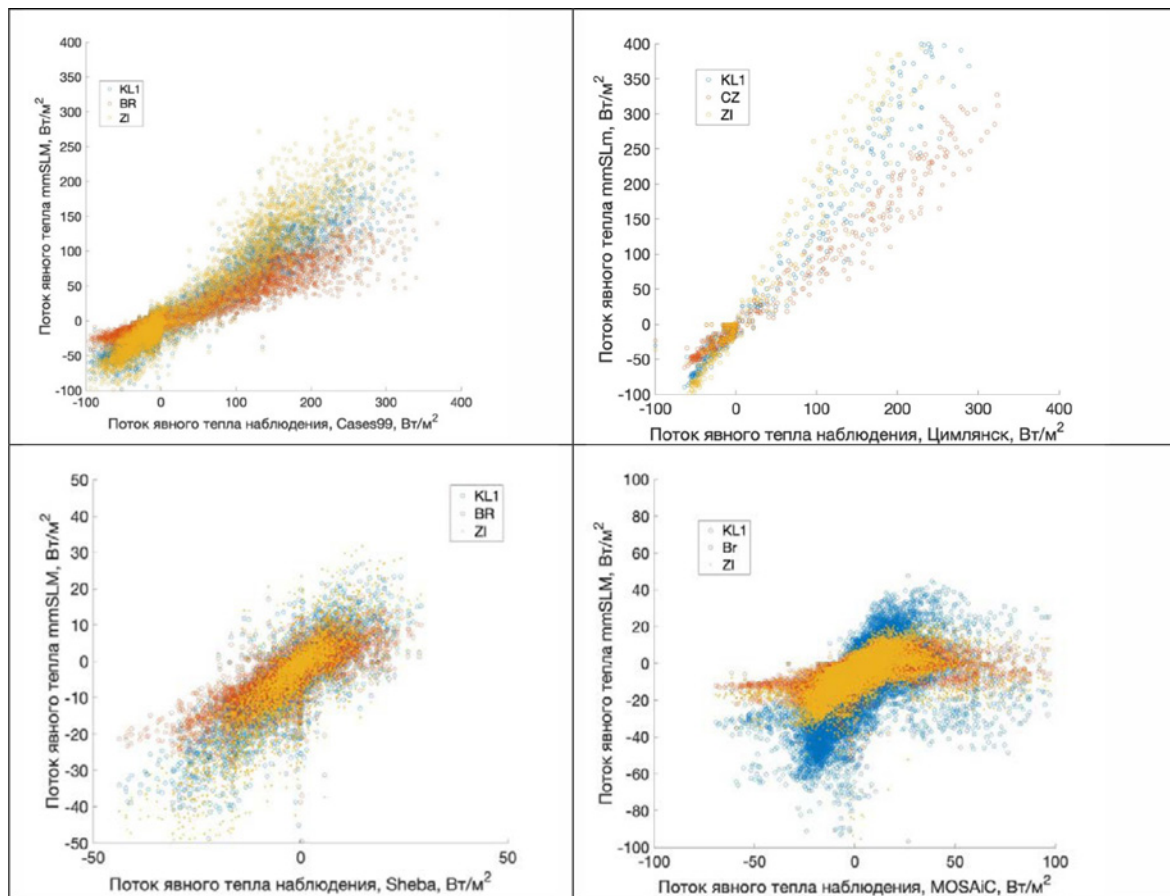 400
350
300
250
200
150
100
50
0
-50
-100
Поток явного тепла mmSLM, Вт/м²
KL1
BR
ZI
-100 0 100 200 300 400
Поток явного тепла наблюдения, Cases99, Вт/м²
400
350
300
250
200
150
100
50
0
-50
-100
Поток явного тепла mmSLm, Вт/м²
KL1
CZ
ZI
-100 0 100 200 300 400
Поток явного тепла наблюдения, Цимлянск, Вт/м²
50
40
30
20
10
0
-10
-20
-30
-40
-50
Поток явного тепла mmSLM, Вт/м²
KL1
BR
ZI
-50 0 50
Поток явного тепла наблюдения, Sheba, Вт/м²
100
80
60
40
20
0
-20
-40
-60
-80
-100
Поток явного тепла mmSLM, Вт/м²
KL1
Br
ZI
-100 -50 0 50 100
Поток явного тепла наблюдения, MOSAiC, Вт/м²